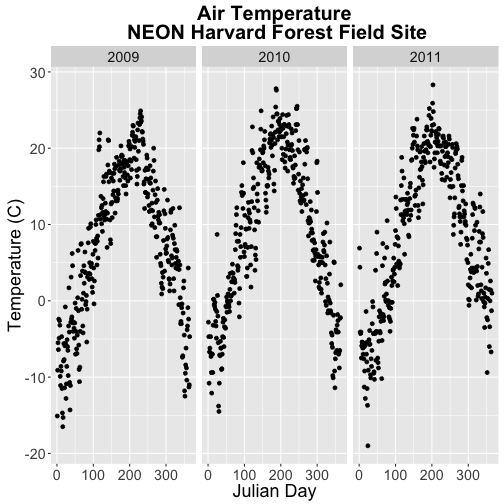 Air Temperature
NEON Harvard Forest Field Site
2009 2010 2011
30
20
10
0
-10
-20
Temperature (C)
0 100 200 300 0 100 200 300 0 100 200 300
Julian Day